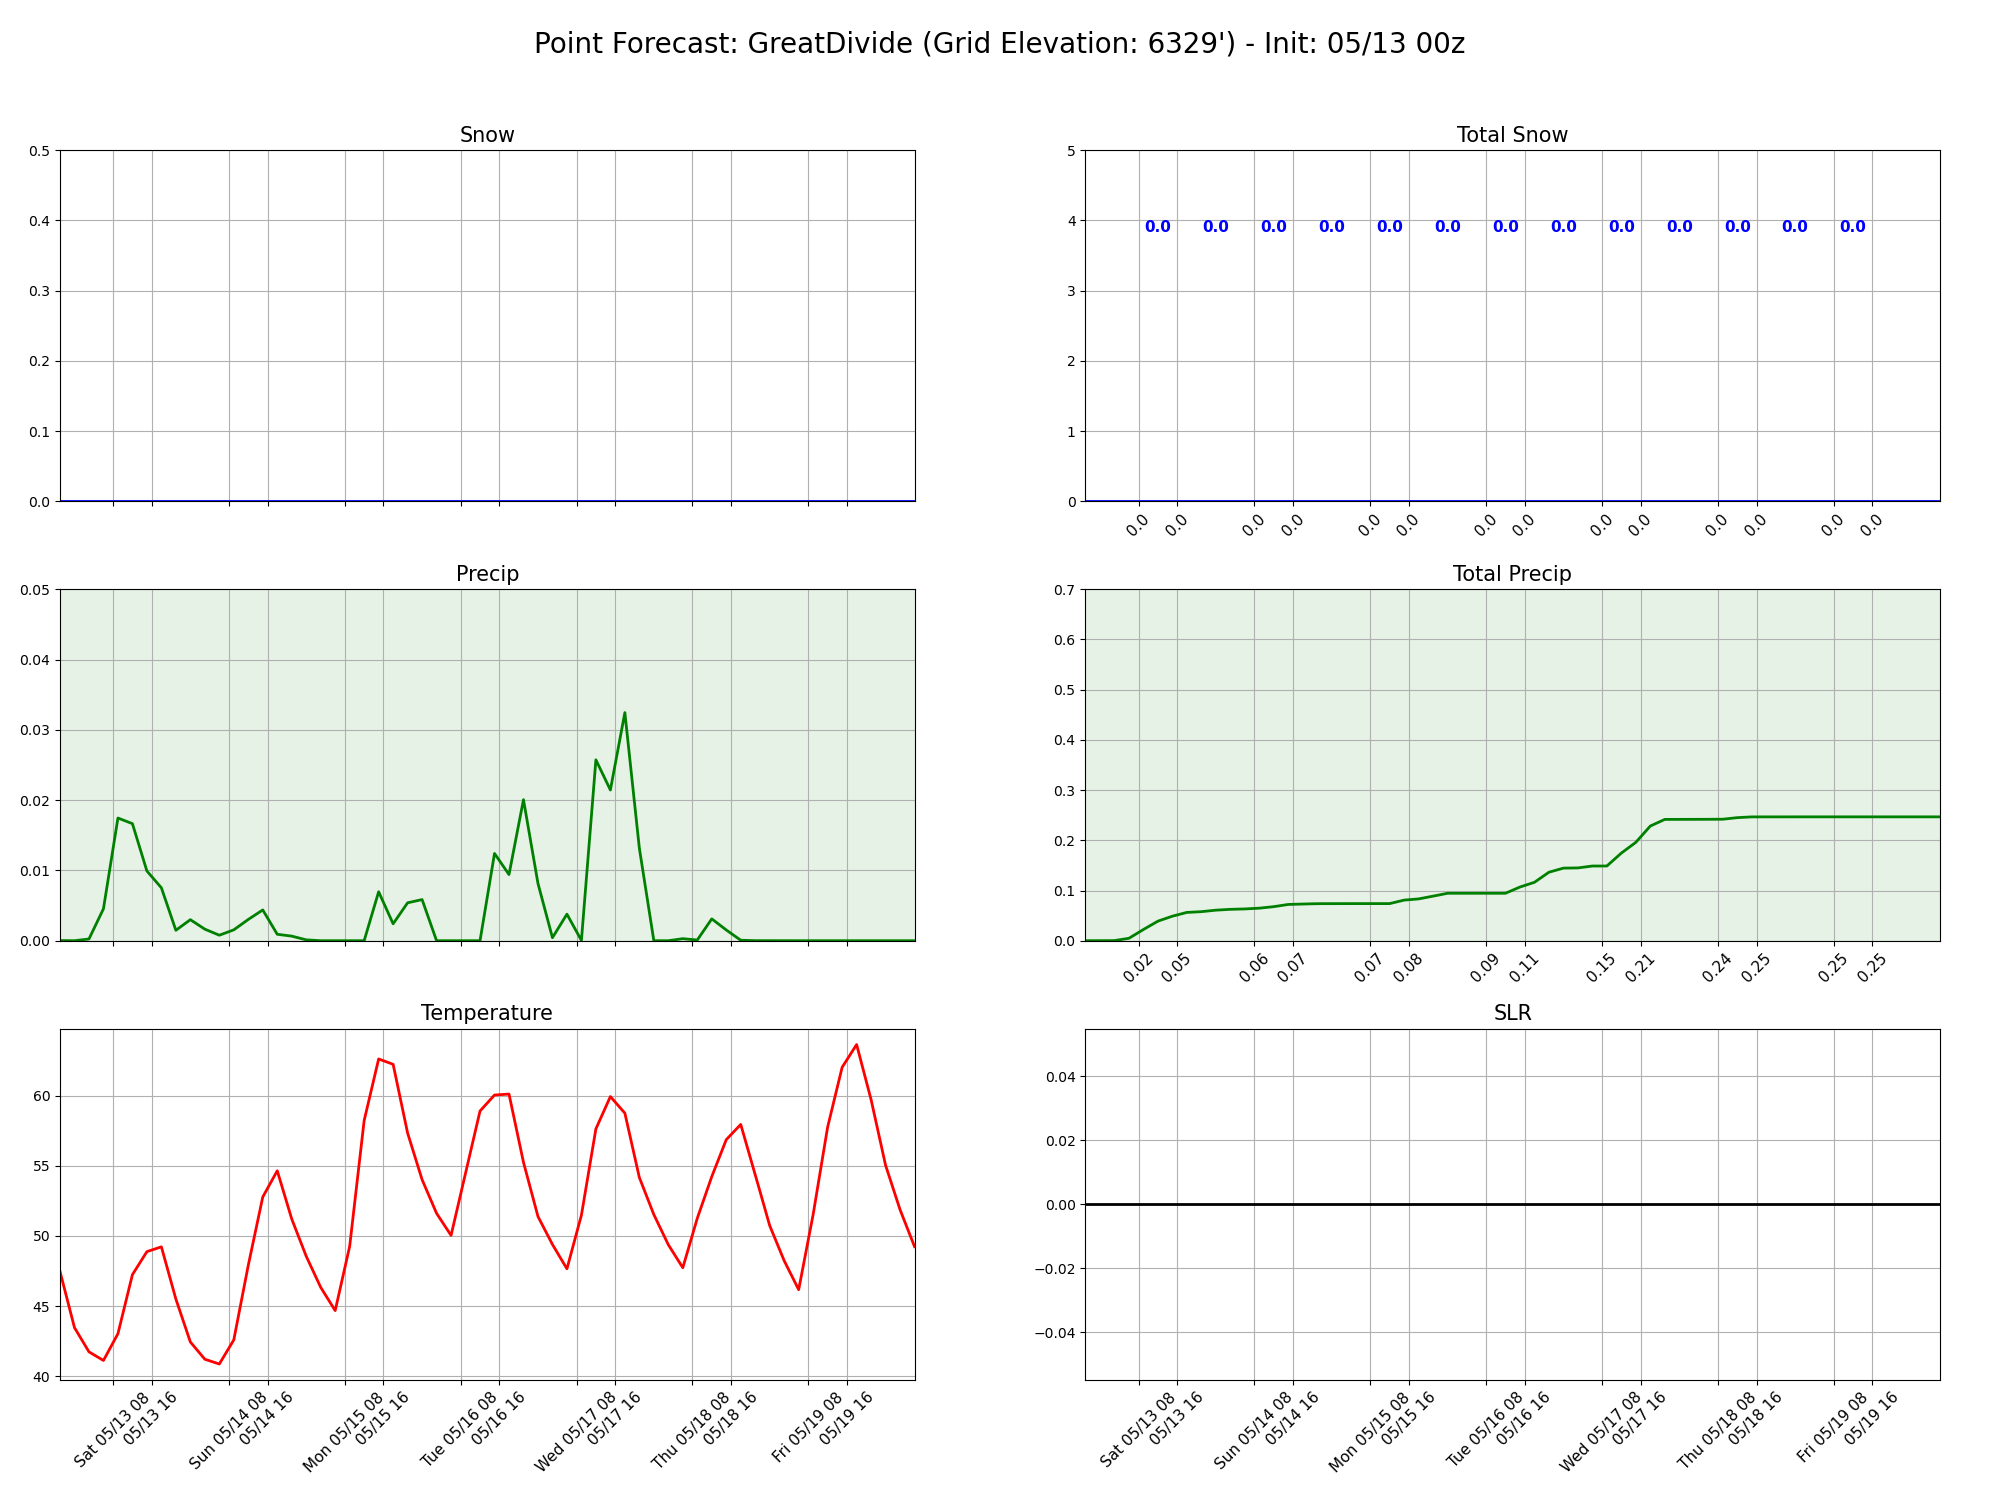 Point Forecast: GreatDivide (Grid Elevation: 6329') - Init: 05/13 00z
Snow
0.5
0.4
0.3
0.2
0.1
0.0
Total Snow
5
4
3
2
1
0
0.0 0.0 0.0 0.0 0.0 0.0 0.0 0.0 0.0 0.0 0.0 0.0 0.0
0.0 0.0 0.0 0.0 0.0 0.0 0.0 0.0 0.0 0.0 0.0 0.0 0.0 0.0
Precip
0.05
0.04
0.03
0.02
0.01
0.00
Total Precip
0.7
0.6
0.5
0.4
0.3
0.2
0.1
0.0
0.02 0.05 0.06 0.07 0.07 0.08 0.09 0.11 0.15 0.21 0.24 0.25 0.25 0.25
Temperature
60
55
50
45
40
Sat 05/13 08
05/13 16
Sun 05/14 08
05/14 16
Mon 05/15 08
05/15 16
Tue 05/16 08
05/16 16
Wed 05/17 08
05/17 16
Thu 05/18 08
05/18 16
Fri 05/19 08
05/19 16
SLR
0.04
0.02
0.00
−0.02
−0.04
Sat 05/13 08
05/13 16
Sun 05/14 08
05/14 16
Mon 05/15 08
05/15 16
Tue 05/16 08
05/16 16
Wed 05/17 08
05/17 16
Thu 05/18 08
05/18 16
Fri 05/19 08
05/19 16